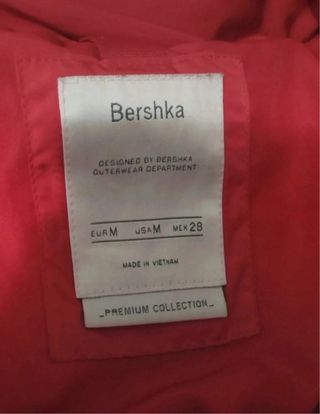 Bershka
DESIGNED BY BERSHKA
OUTERWEAR DEPARTMENT
EUR M USA M MEX 28
MADE IN VIETNAM
_PREMIUM COLLECTION_